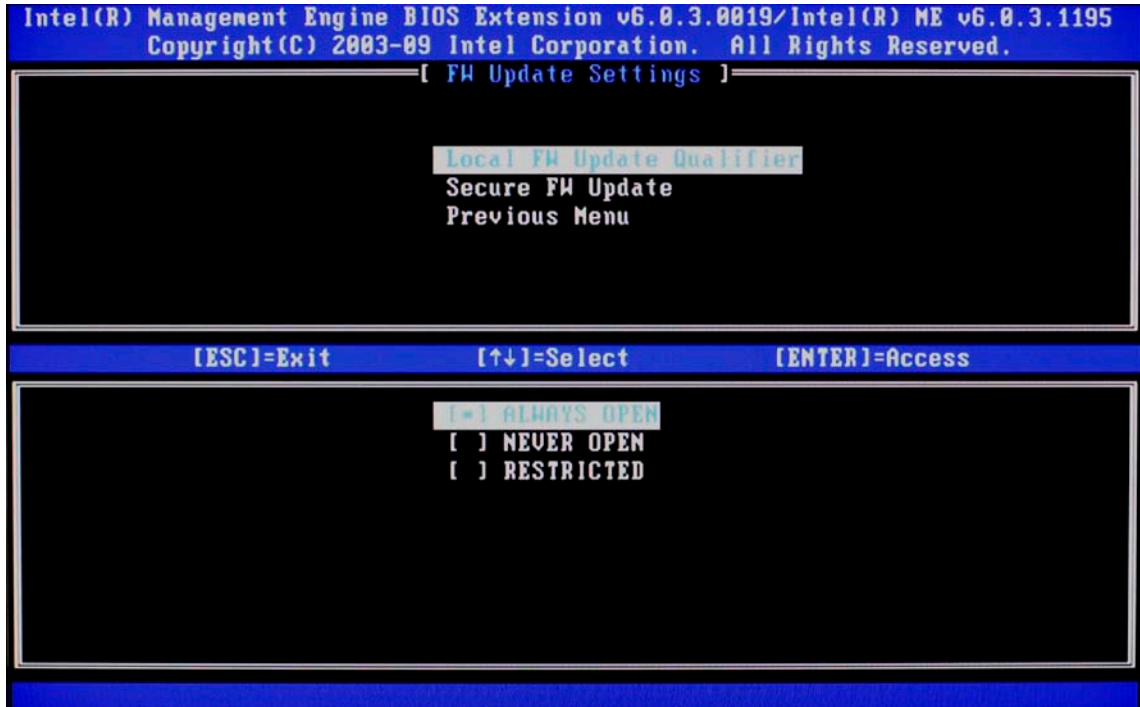 Intel(R) Management Engine BIOS Extension v6.0.3.0019/Intel(R) ME v6.0.3.1195
Copyright(C) 2003-09 Intel Corporation. All Rights Reserved.
[ FW Update Settings ]
Local FW Update Qualifier
Secure FW Update
Previous Menu
[ESC]=Exit [↑↓]=Select [ENTER]=Access
[*] ALWAYS OPEN
[ ] NEVER OPEN
[ ] RESTRICTED